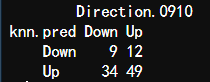 Direction.0910
knn.pred Down Up
Down 9 12
Up 34 49